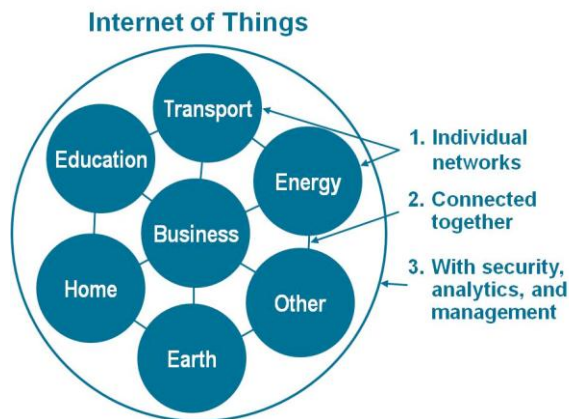 Internet of Things
Transport
Education
Energy
Business
Home
Other
Earth
1. Individual
networks
2. Connected
together
3. With security,
analytics, and
management